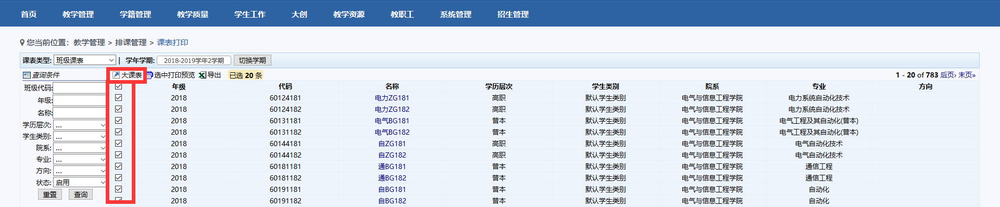 首页 教学管理 学籍管理 教学质量 学生工作 大创 教学资源 教职工 系统管理 招生管理
您当前位置：教学管理 > 排课管理 > 课表打印
课表类型: 班级课表 | 学年学期: 2018-2019学年2学期 切换学期
查询条件 大课表 选中打印预览 导出 已选 20 条 1 - 20 of 783 后页› 末页»
班级代码: 年级 代码 名称 学历层次 学生类别 院系 专业 方向
年级: 2018 60124181 电力ZG181 高职 默认学生类别 电气与信息工程学院 电力系统自动化技术
名称: 2018 60124182 电力ZG182 高职 默认学生类别 电气与信息工程学院 电力系统自动化技术
学历层次: ... 2018 60131181 电气BG181 普本 默认学生类别 电气与信息工程学院 电气工程及其自动化(普本)
学生类别: ... 2018 60131182 电气BG182 普本 默认学生类别 电气与信息工程学院 电气工程及其自动化(普本)
院系: ... 2018 60144181 自ZG181 高职 默认学生类别 电气与信息工程学院 电气自动化技术
专业: ... 2018 60144182 自ZG182 高职 默认学生类别 电气与信息工程学院 电气自动化技术
方向: ... 2018 60181181 通BG181 普本 默认学生类别 电气与信息工程学院 通信工程
状态: 启用 2018 60181182 通BG182 普本 默认学生类别 电气与信息工程学院 通信工程
重置 查询 2018 60191181 自BG181 普本 默认学生类别 电气与信息工程学院 自动化
2018 60191182 自BG182 普本 默认学生类别 电气与信息工程学院 自动化